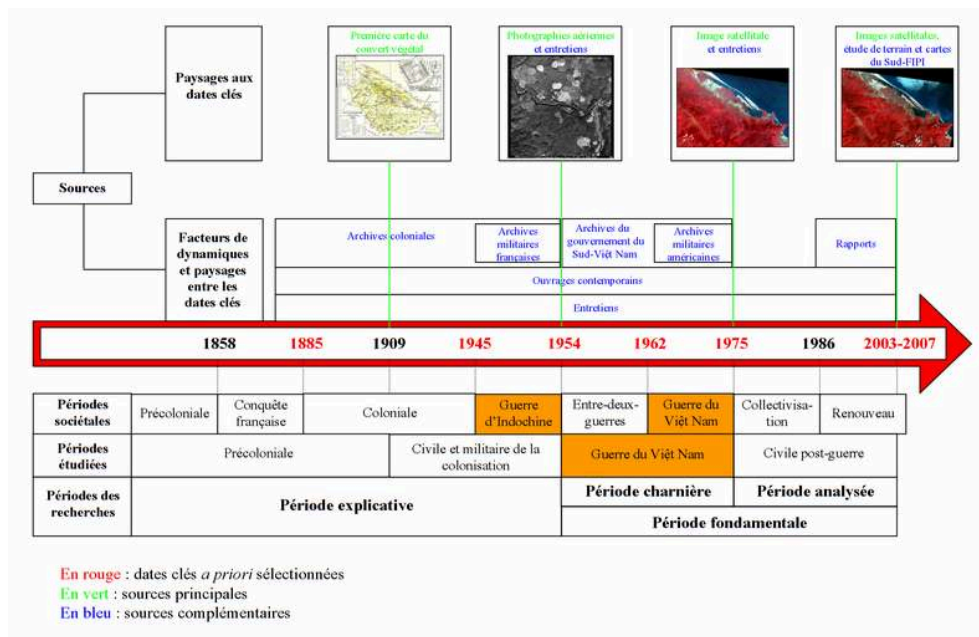 Première carte du
convert végétal
Photographies aériennes
et entretiens
Image satellitale
et entretiens
Images satellitales,
étude de terrain et cartes
du Sud-FIPI
Paysages aux
dates clés
Sources
Facteurs de
dynamiques
et paysages
entre les
dates clés
Archives coloniales
Archives
militaires
françaises
Archives du
gouvernement du
Sud-Việt Nam
Archives
militaires
américaines
Rapports
Ouvrages contemporains
Entretiens
1858 1885 1909 1945 1954 1962 1975 1986 2003-2007
Périodes
sociétales
Précoloniale
Conquête
française
Coloniale
Guerre
d'Indochine
Entre-deux-
guerres
Guerre du
Việt Nam
Collectivisa-
tion
Renouveau
Périodes
étudiées
Précoloniale
Civile et militaire de la
colonisation
Guerre du Việt Nam
Civile post-guerre
Périodes des
recherches
Période explicative
Période charnière
Période analysée
Période fondamentale
En rouge : dates clés a priori sélectionnées
En vert : sources principales
En bleu : sources complémentaires